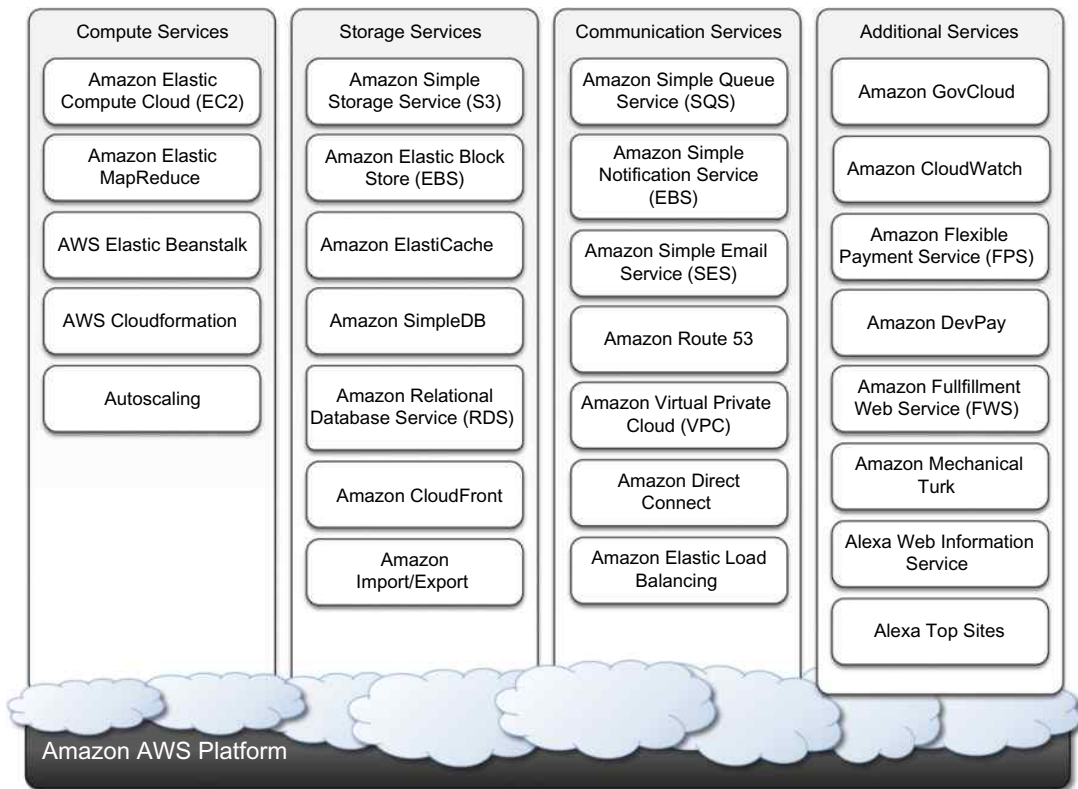 Compute Services
Amazon Elastic
Compute Cloud (EC2)
Amazon Elastic
MapReduce
AWS Elastic Beanstalk
AWS Cloudformation
Autoscaling
Storage Services
Amazon Simple
Storage Service (S3)
Amazon Elastic Block
Store (EBS)
Amazon ElastiCache
Amazon SimpleDB
Amazon Relational
Database Service (RDS)
Amazon CloudFront
Amazon
Import/Export
Communication Services
Amazon Simple Queue
Service (SQS)
Amazon Simple
Notification Service
(EBS)
Amazon Simple Email
Service (SES)
Amazon Route 53
Amazon Virtual Private
Cloud (VPC)
Amazon Direct
Connect
Amazon Elastic Load
Balancing
Additional Services
Amazon GovCloud
Amazon CloudWatch
Amazon Flexible
Payment Service (FPS)
Amazon DevPay
Amazon Fullfillment
Web Service (FWS)
Amazon Mechanical
Turk
Alexa Web Information
Service
Alexa Top Sites
Amazon AWS Platform